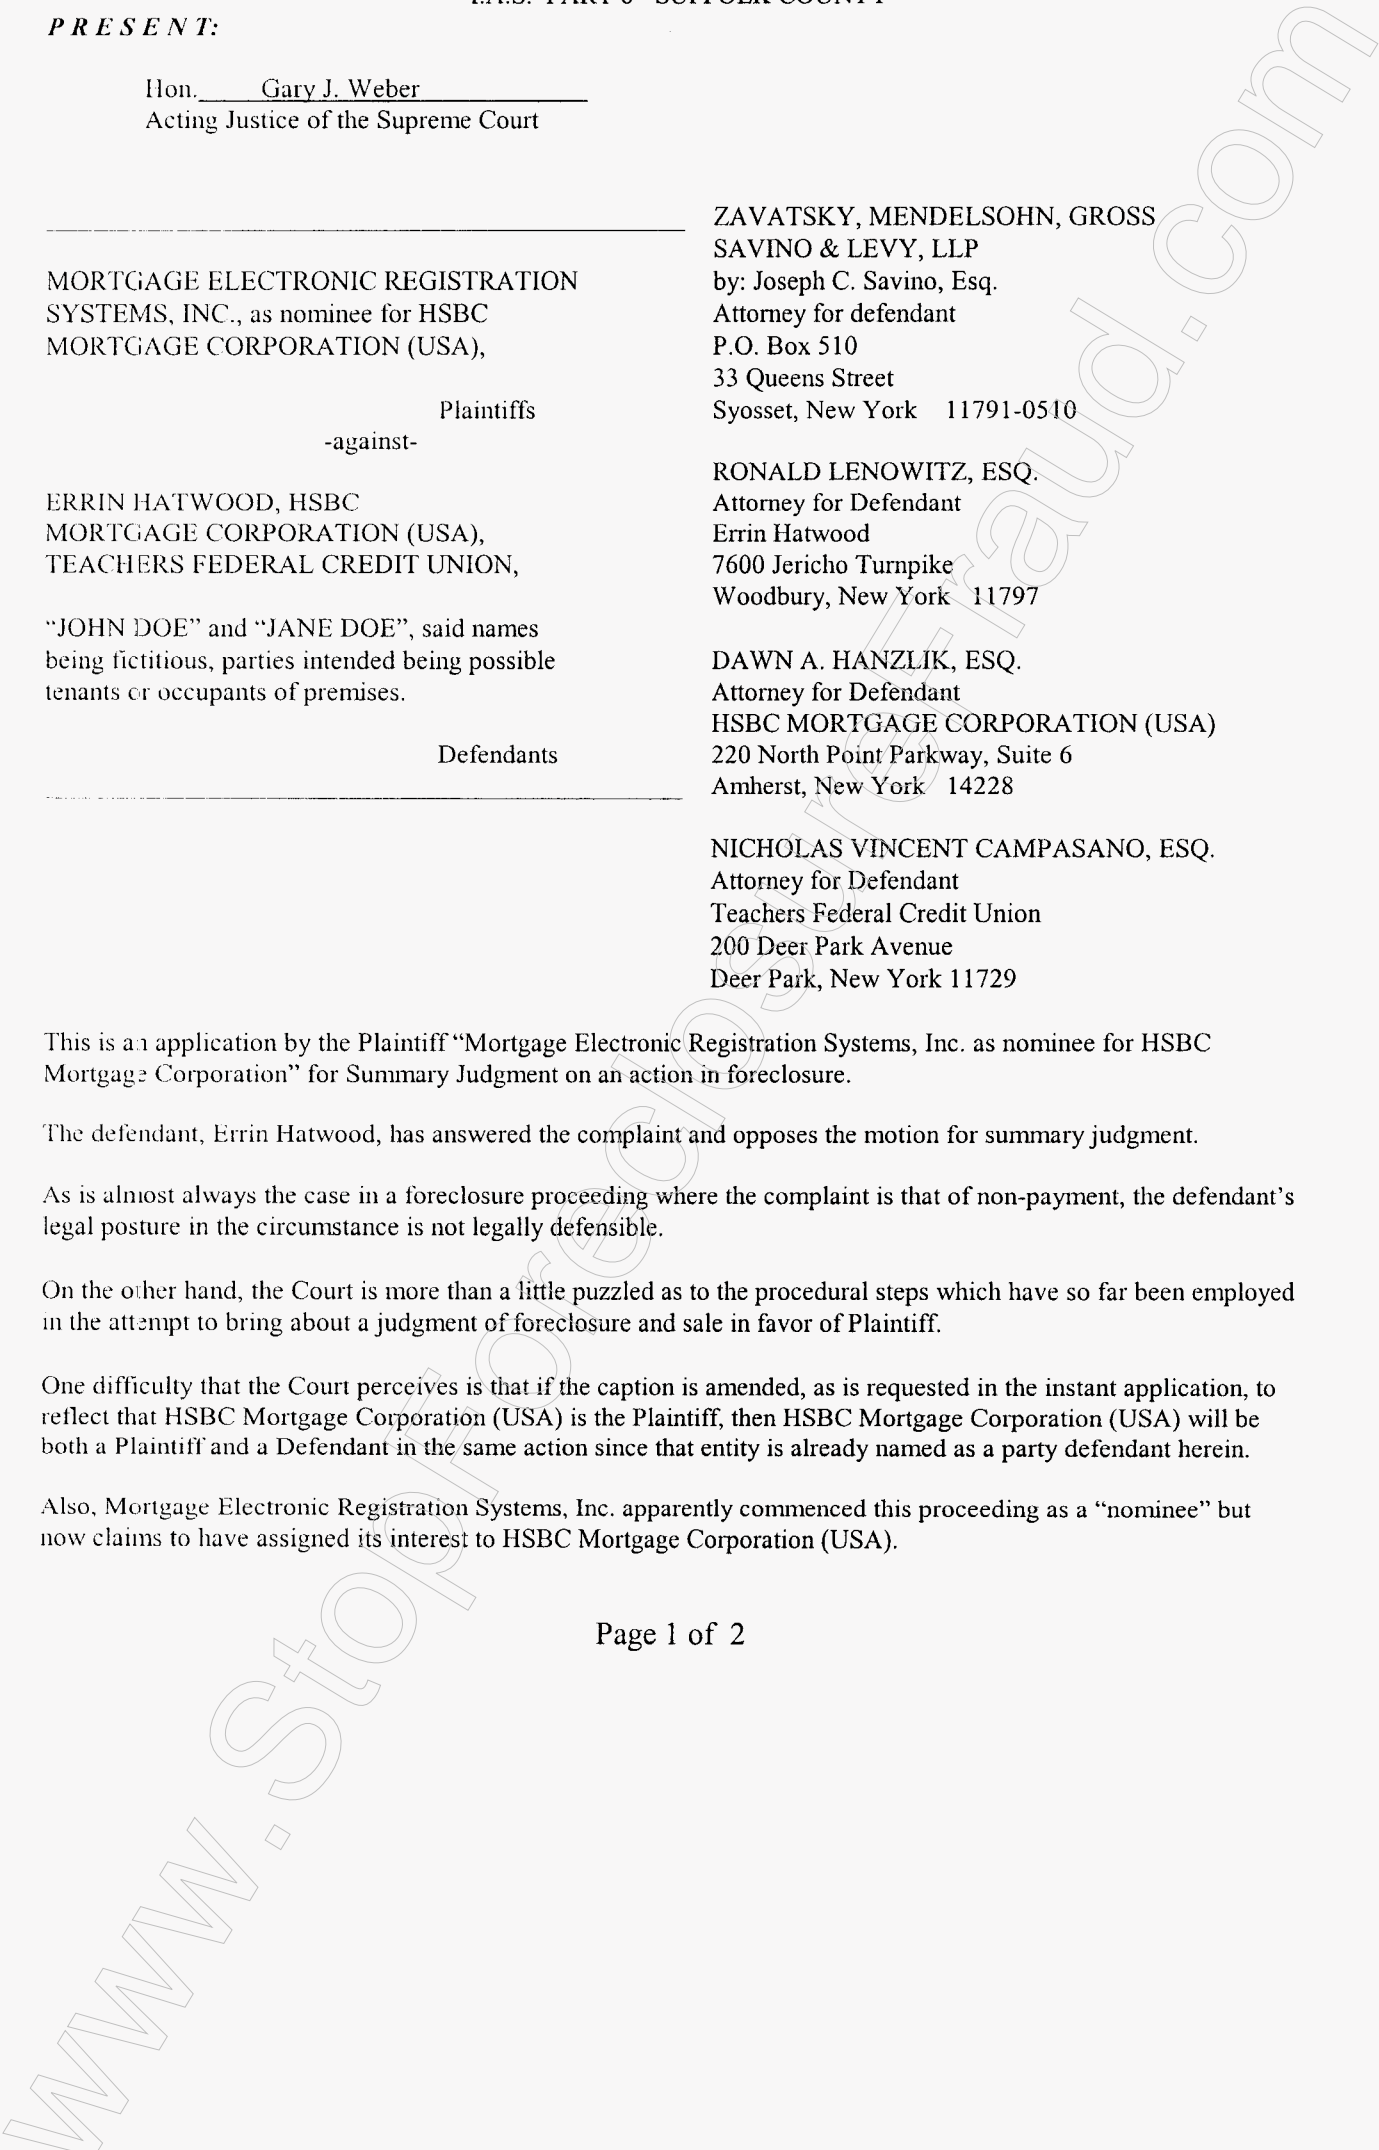 PRESENT:
Hon. Gary J. Weber
Acting Justice of the Supreme Court
MORTGAGE ELECTRONIC REGISTRATION
SYSTEMS, INC., as nominee for HSBC
MORTGAGE CORPORATION (USA),
Plaintiffs
-against-
ERRIN HATWOOD, HSBC
MORTGAGE CORPORATION (USA),
TEACHERS FEDERAL CREDIT UNION,
“JOHN DOE” and “JANE DOE”, said names
being fictitious, parties intended being possible
tenants or occupants of premises.
Defendants
ZAVATSKY, MENDELSOHN, GROSS
SAVINO & LEVY, LLP
by: Joseph C. Savino, Esq.
Attorney for defendant
P.O. Box 510
33 Queens Street
Syosset, New York 11791-0510
RONALD LENOWITZ, ESQ.
Attorney for Defendant
Errin Hatwood
7600 Jericho Turnpike
Woodbury, New York 11797
DAWN A. HANZLIK, ESQ.
Attorney for Defendant
HSBC MORTGAGE CORPORATION (USA)
220 North Point Parkway, Suite 6
Amherst, New York 14228
NICHOLAS VINCENT CAMPASANO, ESQ.
Attorney for Defendant
Teachers Federal Credit Union
200 Deer Park Avenue
Deer Park, New York 11729
This is an application by the Plaintiff “Mortgage Electronic Registration Systems, Inc. as nominee for HSBC
Mortgage Corporation” for Summary Judgment on an action in foreclosure.
The defendant, Errin Hatwood, has answered the complaint and opposes the motion for summary judgment.
As is almost always the case in a foreclosure proceeding where the complaint is that of non-payment, the defendant’s
legal posture in the circumstance is not legally defensible.
On the other hand, the Court is more than a little puzzled as to the procedural steps which have so far been employed
in the attempt to bring about a judgment of foreclosure and sale in favor of Plaintiff.
One difficulty that the Court perceives is that if the caption is amended, as is requested in the instant application, to
reflect that HSBC Mortgage Corporation (USA) is the Plaintiff, then HSBC Mortgage Corporation (USA) will be
both a Plaintiff and a Defendant in the same action since that entity is already named as a party defendant herein.
Also, Mortgage Electronic Registration Systems, Inc. apparently commenced this proceeding as a “nominee” but
now claims to have assigned its interest to HSBC Mortgage Corporation (USA).
Page 1 of 2
www.StopForeclosureFraud.com